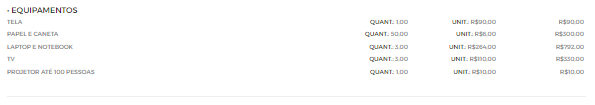 • EQUIPAMENTOS
TELA QUANT.: 1,00 UNIT.: R$90,00 R$90,00
PAPEL E CANETA QUANT.: 50,00 UNIT.: R$6,00 R$300,00
LAPTOP E NOTEBOOK QUANT.: 3,00 UNIT.: R$264,00 R$792,00
TV QUANT.: 3,00 UNIT.: R$110,00 R$330,00
PROJETOR ATÉ 100 PESSOAS QUANT.: 1,00 UNIT.: R$10,00 R$10,00